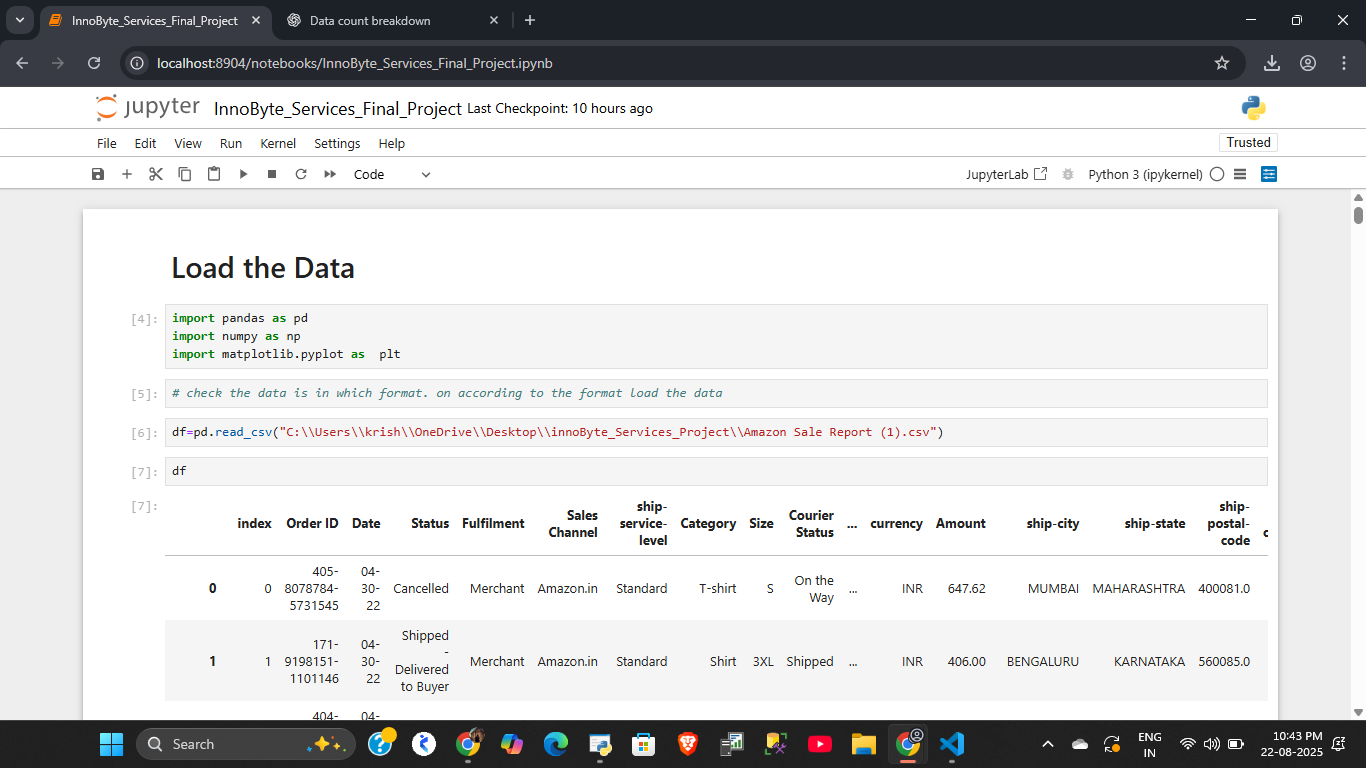 InnoByte_Services_Final_Project
Data count breakdown
localhost:8904/notebooks/InnoByte_Services_Final_Project.ipynb
jupyter InnoByte_Services_Final_Project Last Checkpoint: 10 hours ago
File Edit View Run Kernel Settings Help
Trusted
Code
JupyterLab
Python 3 (ipykernel)
Load the Data
[4]:
import pandas as pd
import numpy as np
import matplotlib.pyplot as  plt
[5]:
# check the data is in which format. on according to the format load the data
[6]:
df=pd.read_csv("C:\\Users\\krish\\OneDrive\\Desktop\\innoByte_Services_Project\\Amazon Sale Report (1).csv")
[7]:
df
[7]:
index Order ID Date Status Fulfilment Sales Channel ship-service-level Category Size Courier Status ... currency Amount ship-city ship-state ship-postal-code
0 0 405-8078784-5731545 04-30-22 Cancelled Merchant Amazon.in Standard T-shirt S On the Way ... INR 647.62 MUMBAI MAHARASHTRA 400081.0
1 1 171-9198151-1101146 04-30-22 Shipped - Delivered to Buyer Merchant Amazon.in Standard Shirt 3XL Shipped ... INR 406.00 BENGALURU KARNATAKA 560085.0
404- 04-
Search
ENG
IN
10:43 PM
22-08-2025